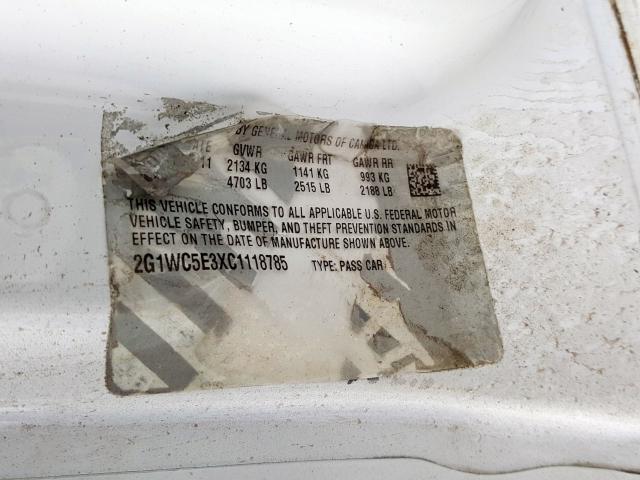 BY GENERAL MOTORS OF CANADA LTD.
ATE GVWR GAWR FRT GAWR RR
11 2134 KG 1141 KG 993 KG
4703 LB 2515 LB 2188 LB
THIS VEHICLE CONFORMS TO ALL APPLICABLE U.S. FEDERAL MOTOR
VEHICLE SAFETY, BUMPER, AND THEFT PREVENTION STANDARDS IN
EFFECT ON THE DATE OF MANUFACTURE SHOWN ABOVE.
2G1WC5E3XC1118785 TYPE: PASS CAR